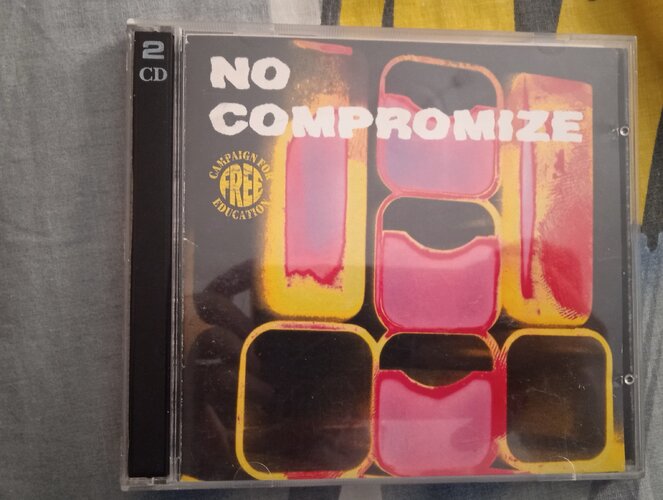 2
CD
NO
COMPROMIZE
CAMPAIGN FOR
FREE
EDUCATION